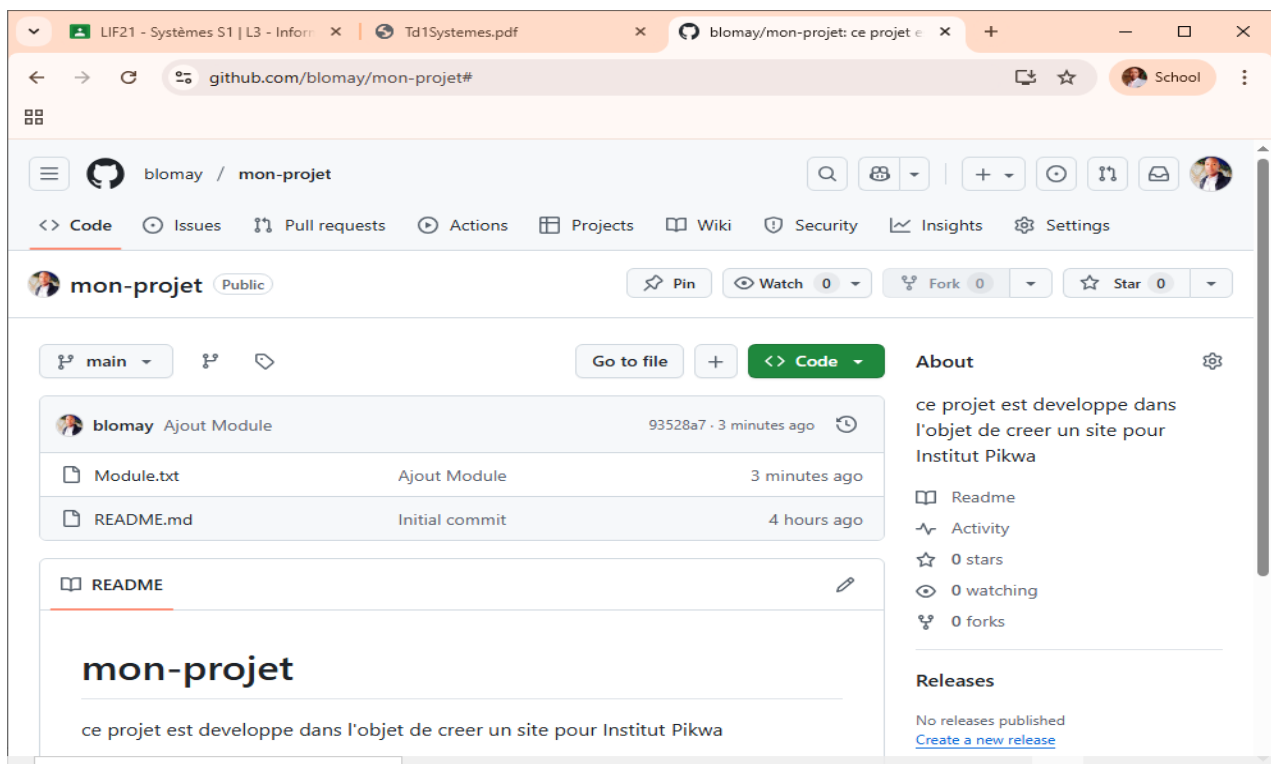 LIF21 - Systèmes S1 | L3 - Inform
Td1Systemes.pdf
blomay/mon-projet: ce projet e
github.com/blomay/mon-projet#
School
blomay / mon-projet
Code Issues Pull requests Actions Projects Wiki Security Insights Settings
mon-projet Public
Pin Watch 0 Fork 0 Star 0
main Go to file Code
blomay Ajout Module 93528a7 · 3 minutes ago
Module.txt Ajout Module 3 minutes ago
README.md Initial commit 4 hours ago
README
mon-projet
ce projet est developpe dans l'objet de creer un site pour Institut Pikwa
About
ce projet est developpe dans
l'objet de creer un site pour
Institut Pikwa
Readme
Activity
0 stars
0 watching
0 forks
Releases
No releases published
Create a new release